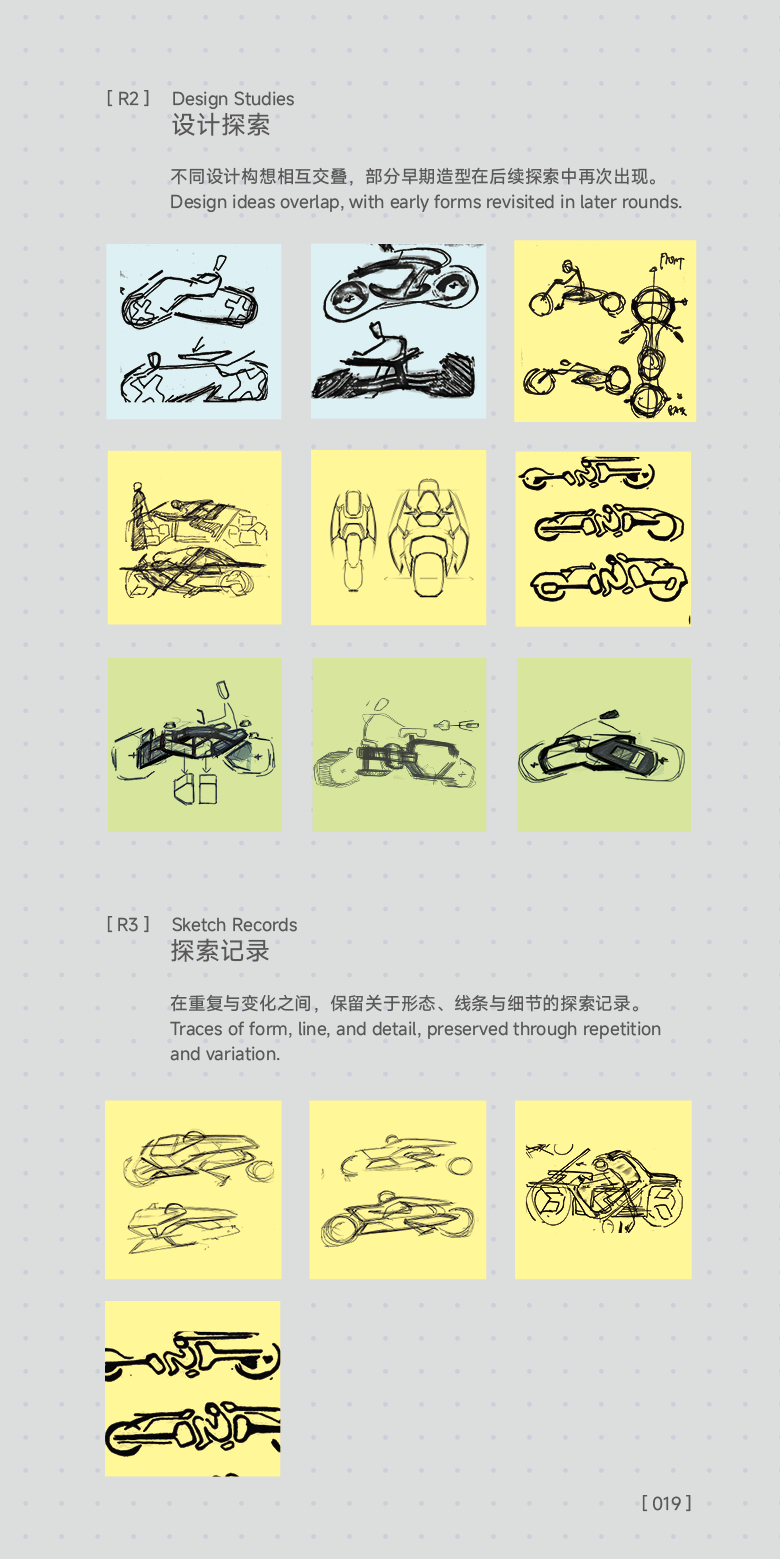 [ R2 ] Design Studies
设计探索
不同设计构想相互交叠，部分早期造型在后续探索中再次出现。
Design ideas overlap, with early forms revisited in later rounds.
FRONT
[ R3 ] Sketch Records
探索记录
在重复与变化之间，保留关于形态、线条与细节的探索记录。
Traces of form, line, and detail, preserved through repetition
and variation.
[ 019 ]